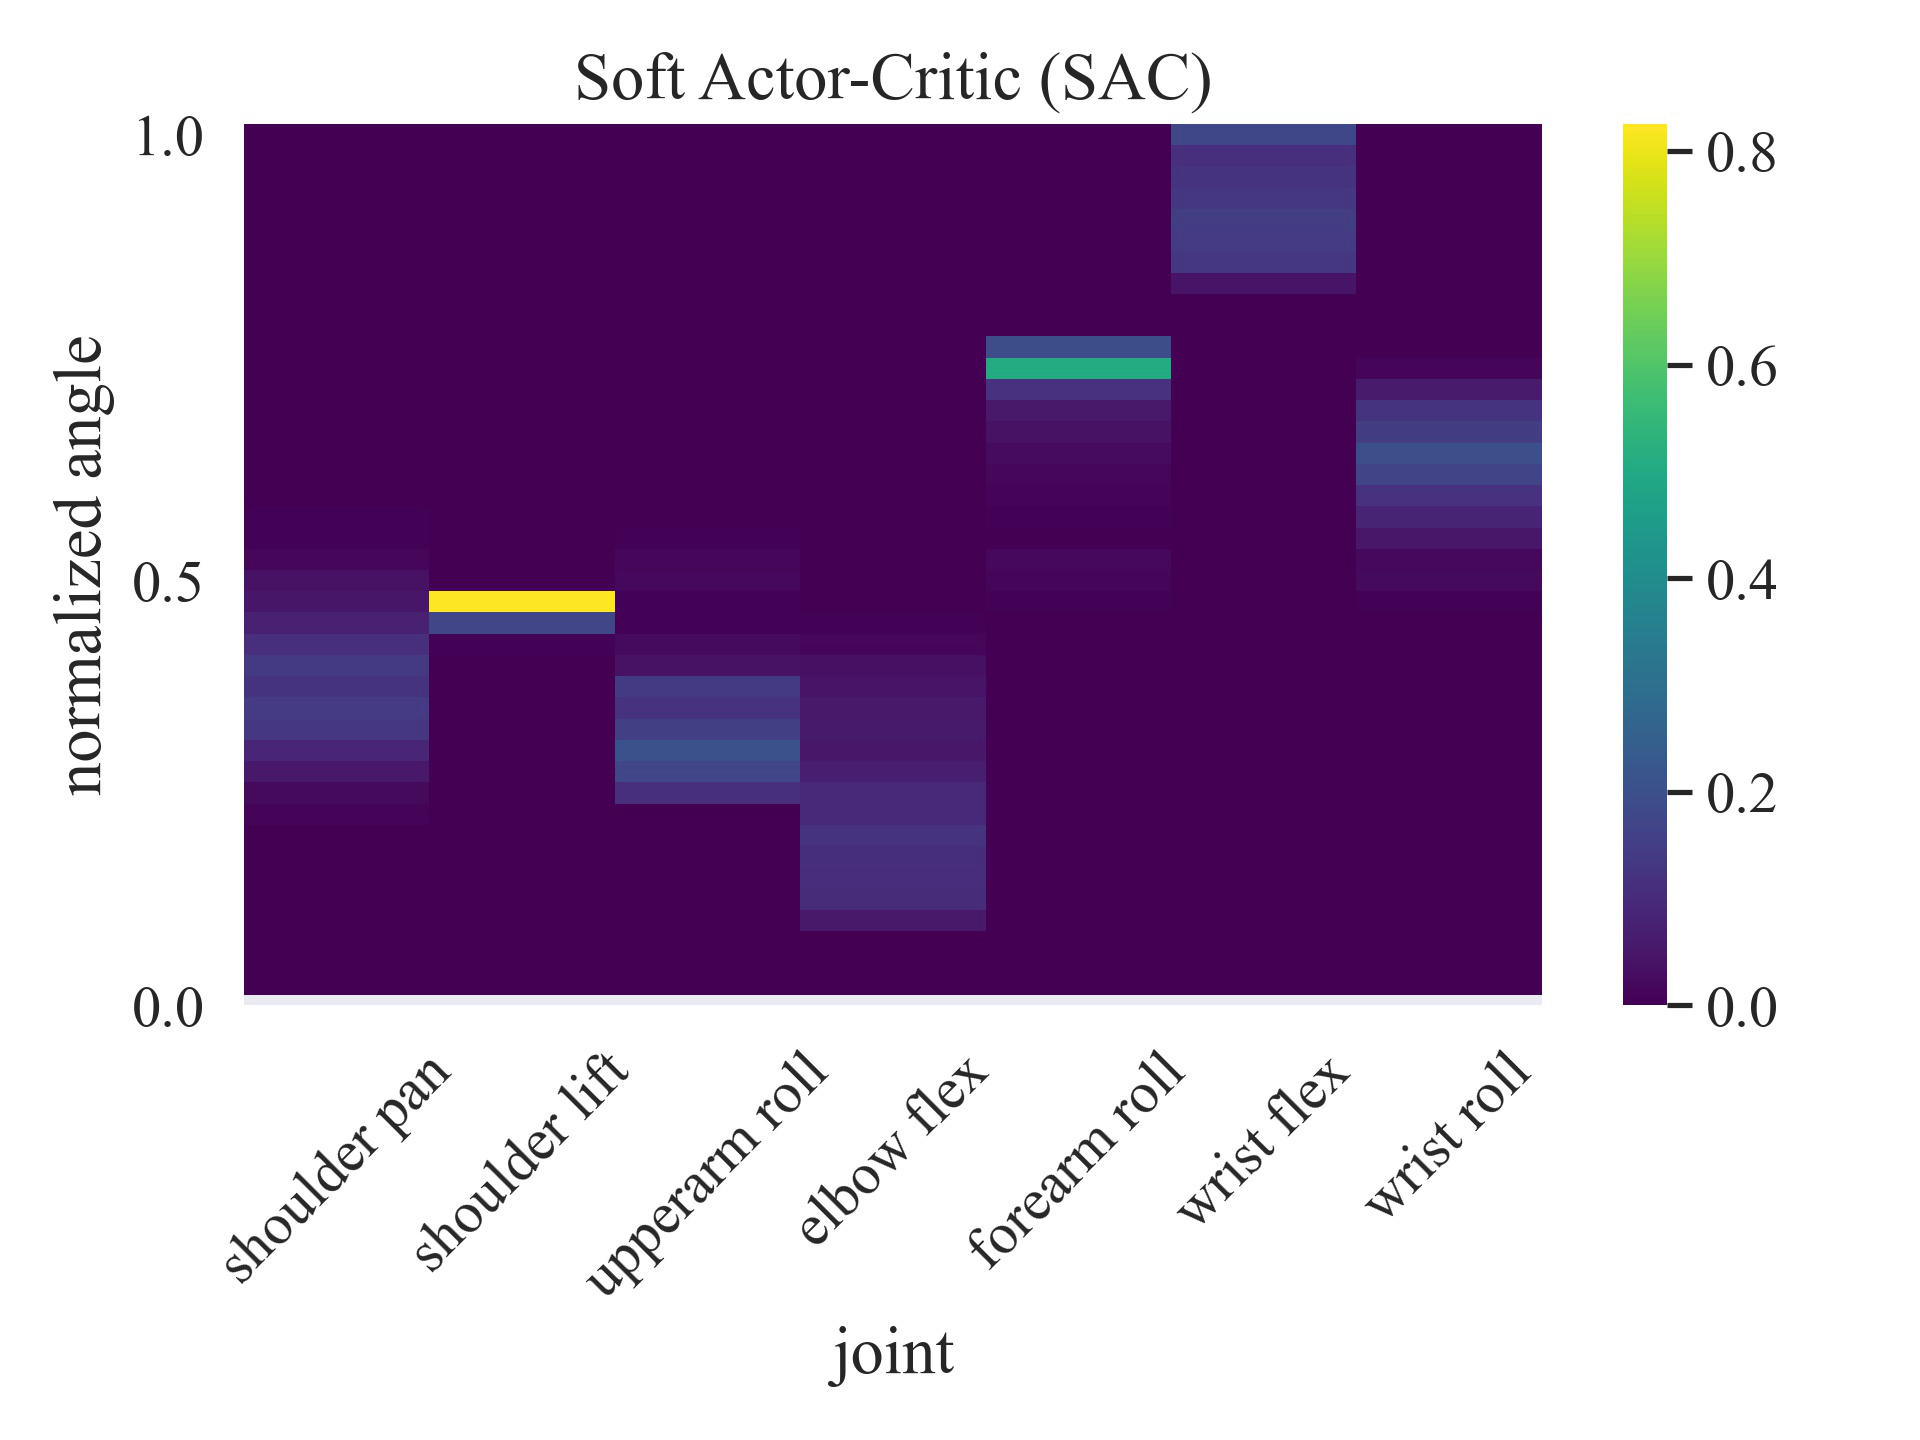 Soft Actor-Critic (SAC)
1.0
0.5
0.0
normalized angle
0.8
0.6
0.4
0.2
0.0
shoulder pan
shoulder lift
upperarm roll
elbow flex
forearm roll
wrist flex
wrist roll
joint